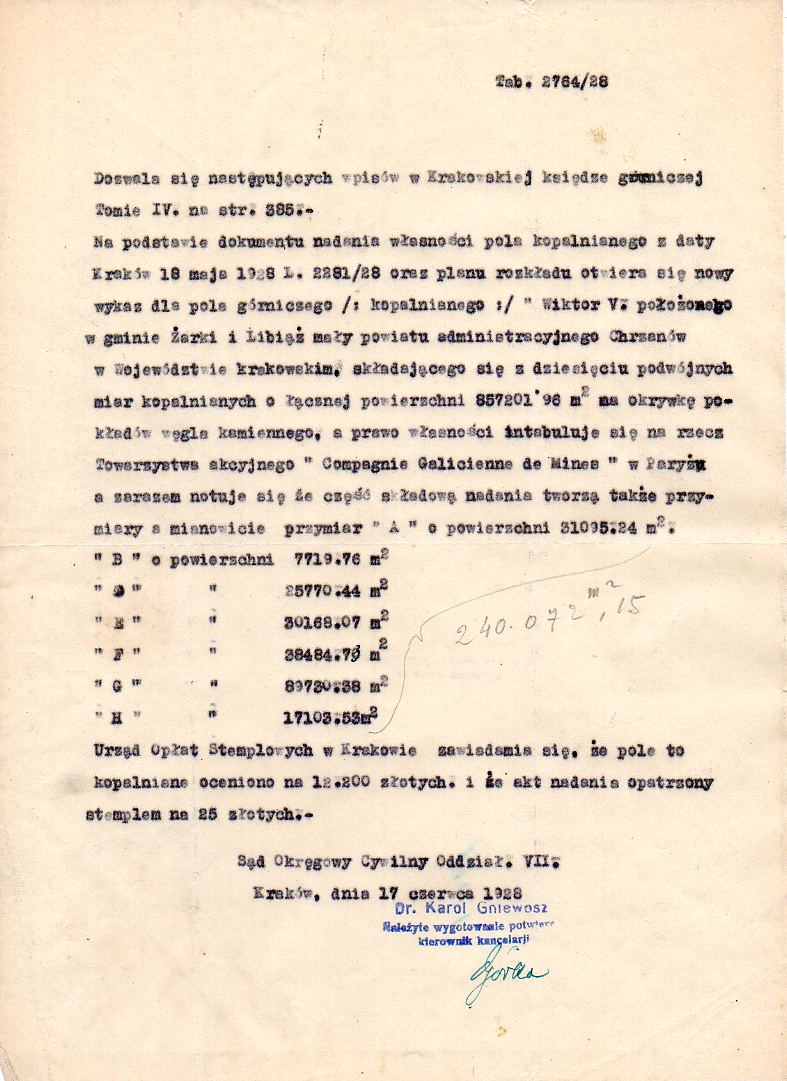 Tab. 2764/28
Dozwala się następujących wpisów w Krakowskiej księdze górniczej
Tomie IV. na str. 385.-
Na podstawie dokumentu nadania własności pola kopalnianego z daty
Kraków 18 maja 1928 L. 2281/28 oraz planu rozkładu otwiera się nowy
wykaz dla pola górniczego /: kopalnianego :/ " Wiktor V. położonego
w gminie Żarki i Libiąż mały powiatu administracyjnego Chrzanów
w Województwie krakowskim, składającego się z dziesięciu podwójnych
miar kopalnianych o łącznej powierzchni 857201'96 m² na okrywkę po-
kładów węgla kamiennego, a prawo własności intabuluje się na rzecz
Towarzystwa akcyjnego " Compagnie Galicienne de Mines " w Paryżu
a zarazem notuje się że część składową nadania tworzą także przy-
miary a mianowicie przymiar " A " o powierzchni 31095.24 m².
" B " o powierzchni 7719.76 m²
" " " 25770.44 m²
" E " " 30168.07 m²
240.072 m², 15
" F " " 38484.73 m²
" G " " 89730.38 m²
" H " " 17103.53m²
Urząd Opłat Stemplowych w Krakowie zawiadamia się, że pole to
kopalniane oceniono na 12.200 złotych. i że akt nadania opatrzony
stemplem na 25 złotych.-
Sąd Okręgowy Cywilny Oddział. VII.
Kraków, dnia 17 czerwca 1928
Dr. Karol Gniewosz
Należyte wygotowanie potwierd
kierownik kancelarji
Górka